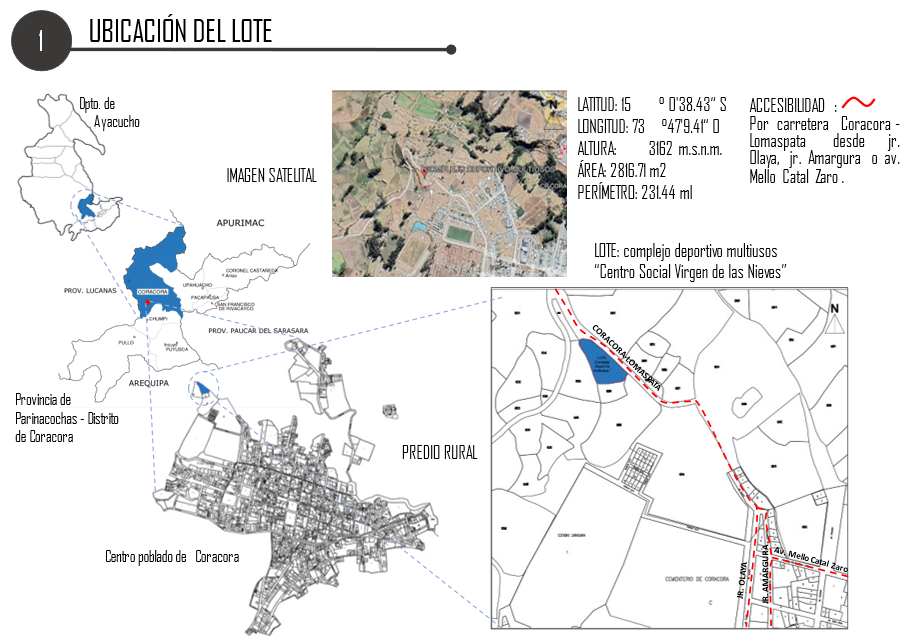 1
UBICACIÓN DEL LOTE
Dpto. de
Ayacucho
IMAGEN SATELITAL
APURIMAC
PROV. LUCANAS
CORACORA
CORONEL CASTAÑEDA
UPAHUACHO
PACAPAUSA
SAN FRANCISCO
DE RIVACAYCO
CHUMPI
PROV. PAUCAR DEL SARASARA
PULLO
PUYUSCA
AREQUIPA
Provincia de
Parinacochas - Distrito
de Coracora
Centro poblado de Coracora
PREDIO RURAL
N
COMPLEJO DEPORTIVO MULTIUSOS
LATITUD: 15 º 0'38.43" S
LONGITUD: 73 º47'9.41" O
ALTURA: 3162 m.s.n.m.
ÁREA: 2816.71 m2
PERÍMETRO: 231.44 ml
ACCESIBILIDAD :
Por carretera Coracora -
Lomaspata desde jr.
Olaya, jr. Amargura o av.
Mello Catal Zaro .
LOTE: complejo deportivo multiusos
"Centro Social Virgen de las Nieves"
N
CORACORA-LOMASPATA
CEMENTERIO DE CORACORA
C
JR. OLAYA
JR. AMARGURA
Av. Mello Catal Zaro